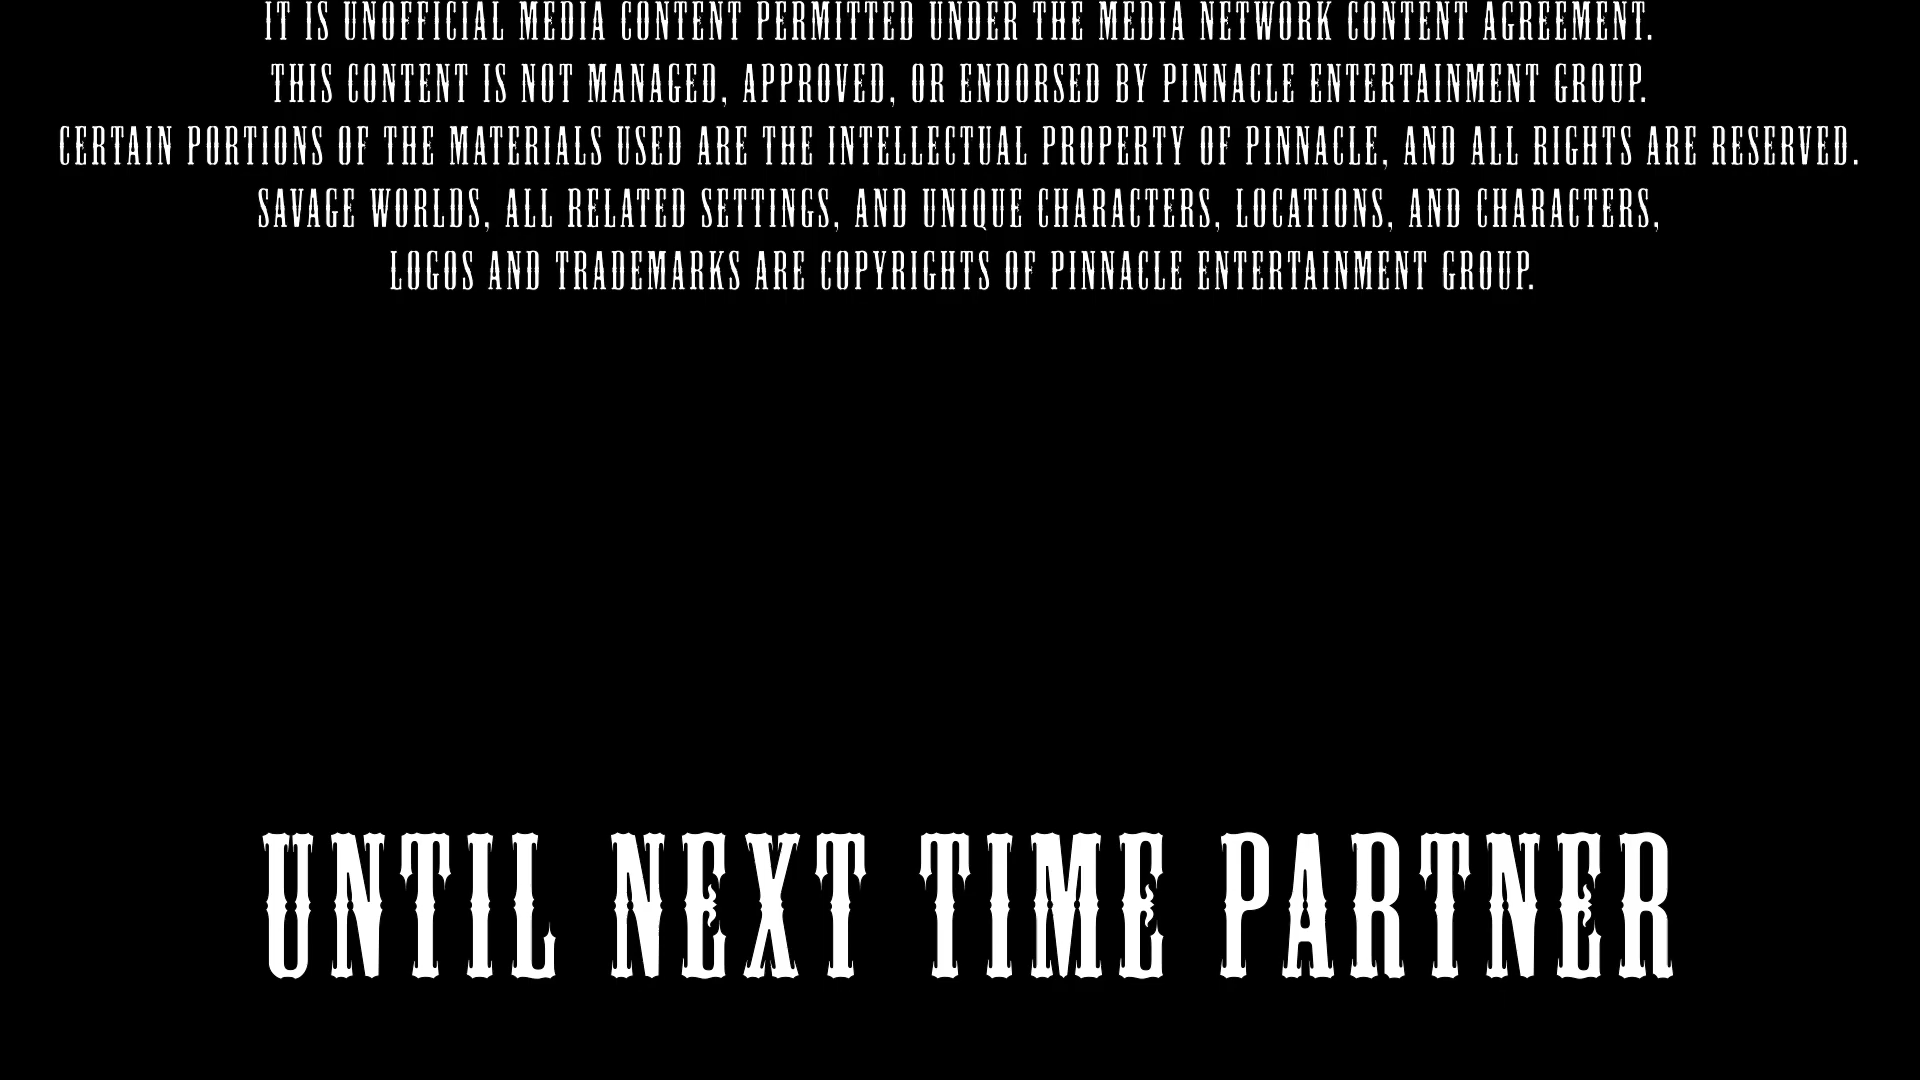 IT IS UNOFFICIAL MEDIA CONTENT PERMITTED UNDER THE MEDIA NETWORK CONTENT AGREEMENT.
THIS CONTENT IS NOT MANAGED, APPROVED, OR ENDORSED BY PINNACLE ENTERTAINMENT GROUP.
CERTAIN PORTIONS OF THE MATERIALS USED ARE THE INTELLECTUAL PROPERTY OF PINNACLE, AND ALL RIGHTS ARE RESERVED.
SAVAGE WORLDS, ALL RELATED SETTINGS, AND UNIQUE CHARACTERS, LOCATIONS, AND CHARACTERS,
LOGOS AND TRADEMARKS ARE COPYRIGHTS OF PINNACLE ENTERTAINMENT GROUP.
UNTIL NEXT TIME PARTNER